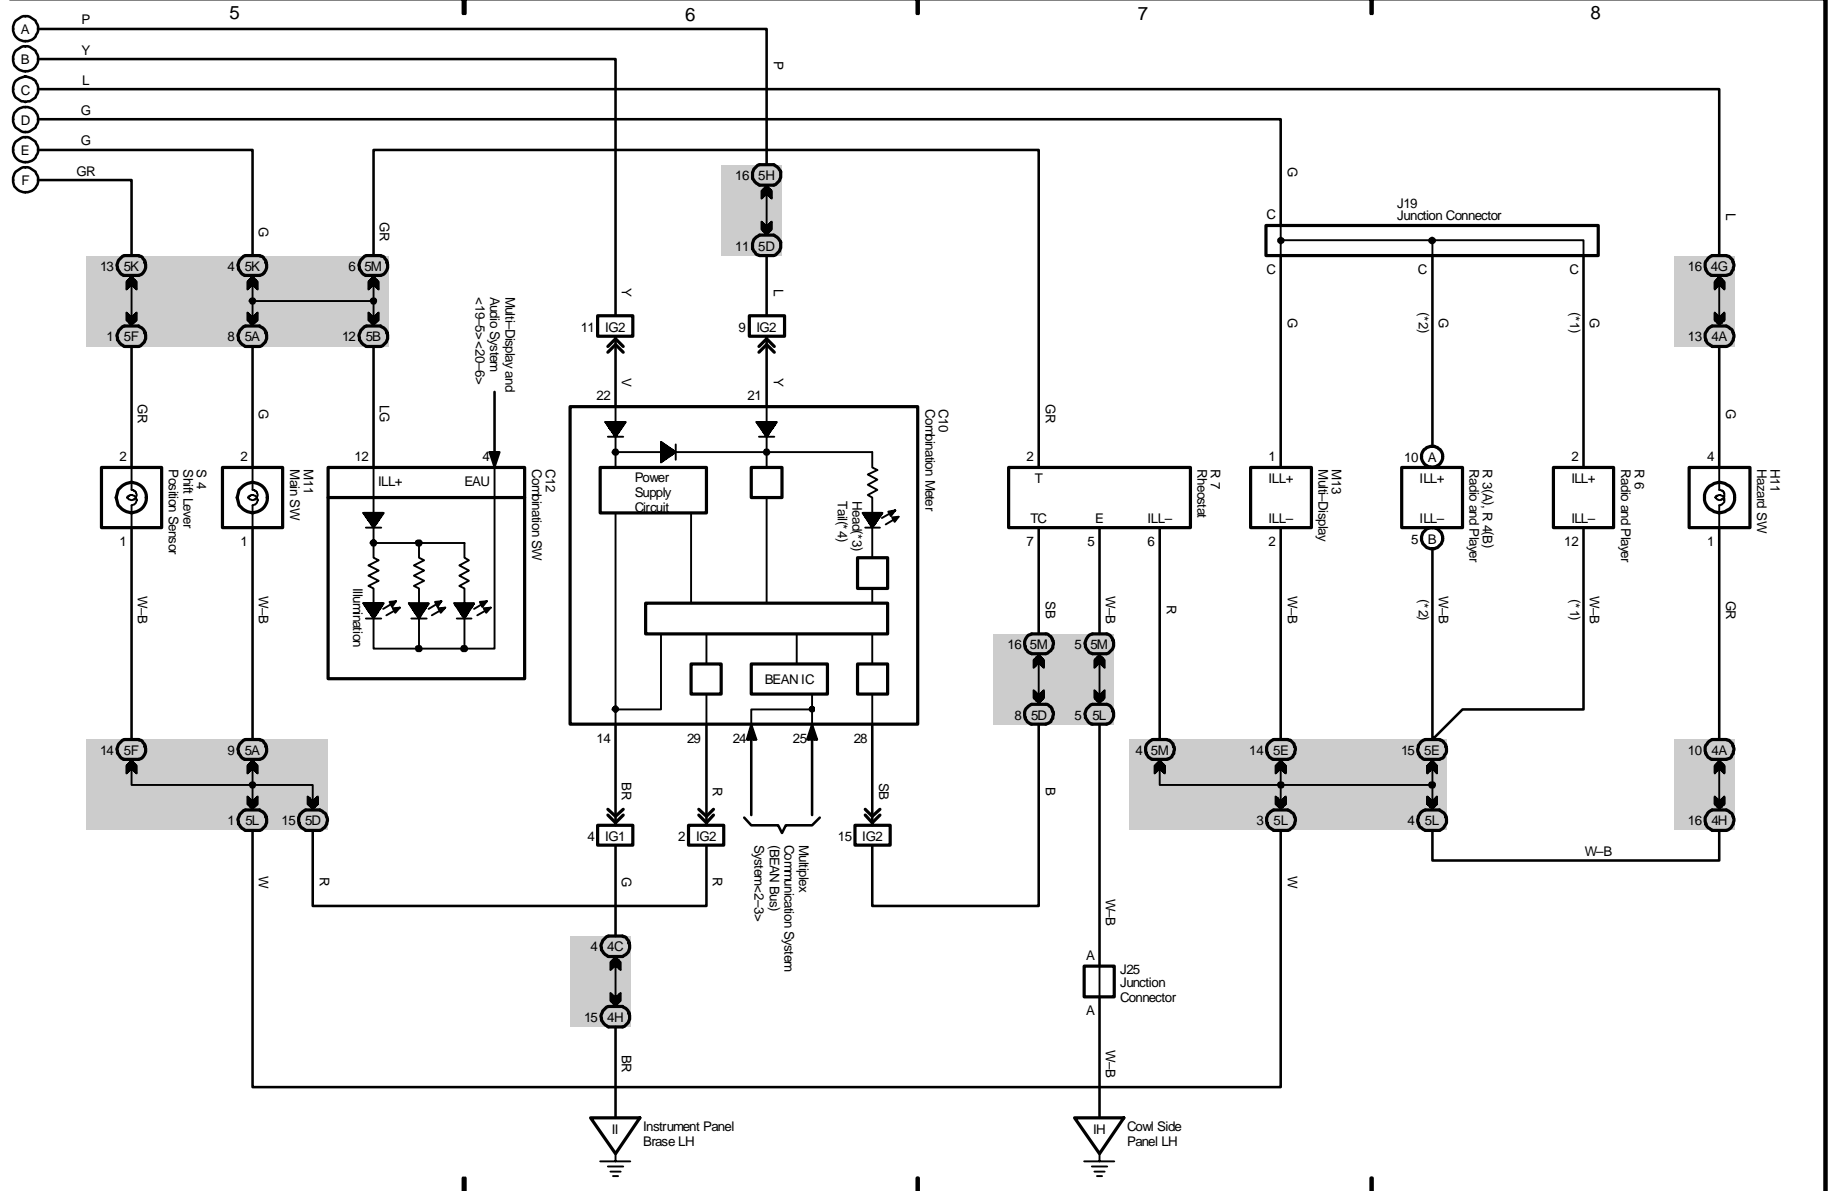 5
6
7
8
A
P
B
Y
C
L
D
G
E
G
F
GR
P
G
GR
G
L
16 5H
11 5D
J19
Junction Connector
C
C
C
C
13 5K
4 5K
6 5M
1 5F
8 5A
12 5B
16 4G
13 4A
Multi–Display and
Audio System
<19–5><20–6>
Y
L
11 IG2
9 IG2
V
Y
22
21
G
G
(*2)
G
(*1)
GR
G
LG
GR
G
2
S 4
Shift Lever
Position Sensor
1
2
M11
Main SW
1
12
4
ILL+
EAU
C12
Combination SW
Illumination
C10
Combination Meter
Power
Supply
Circuit
Head(*3)
Tail(*4)
BEAN IC
2
T
TC
E
ILL–
R 7
Rheostat
7
5
6
1
ILL+
ILL–
M13
Multi–Display
2
10 A
ILL+
ILL–
R 3(A), R 4(B)
Radio and Player
5 B
2
ILL+
ILL–
R 6
Radio and Player
12
4
H11
Hazard SW
1
W–B
W–B
SB
W–B
R
W–B
W–B
(*2)
W–B
(*1)
GR
16 5M
5 5M
8 5D
5 5L
14
29
24
25
28
14 5F
9 5A
1 5L
15 5D
4 5M
14 5E
15 5E
3 5L
4 5L
10 4A
16 4H
BR
R
SB
B
4 IG1
2 IG2
15 IG2
Multiplex
Communication System
(BEAN Bus)
System<2–3>
W–B
W
R
G
R
W
W–B
4 4C
15 4H
A
J25
Junction
Connector
A
BR
W–B
II
Instrument Panel
Brase LH
IH
Cowl Side
Panel LH